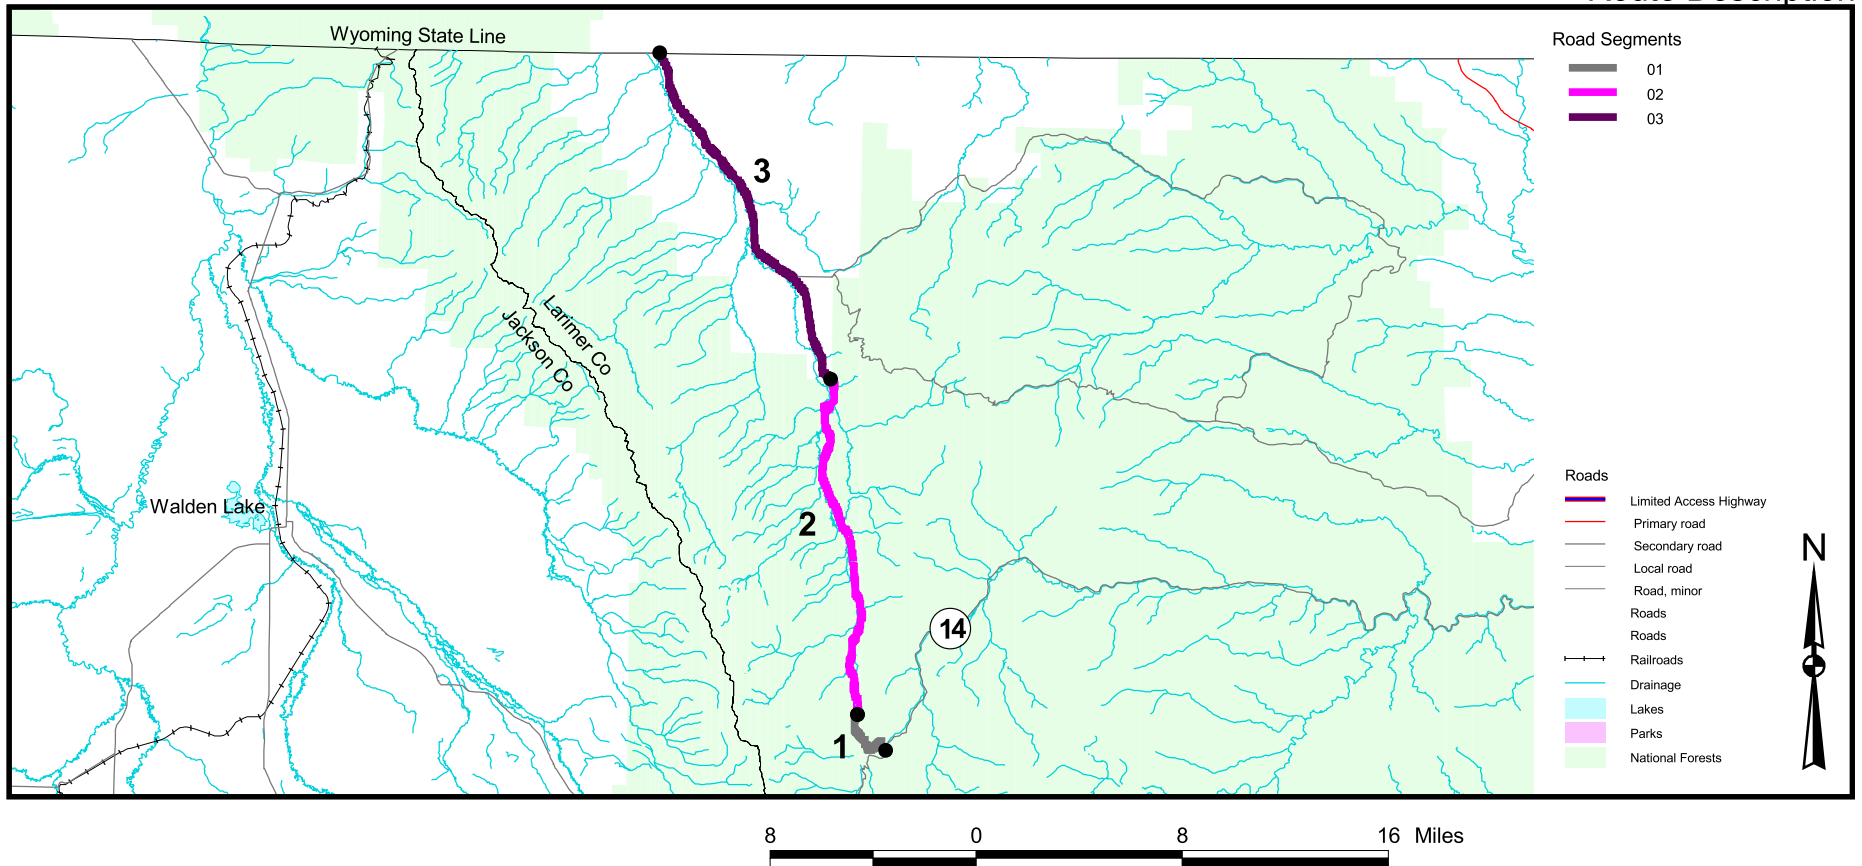 Wyoming State Line
Road Segments
01
02
03
3
Larimer Co
Jackson Co
Walden Lake
2
14
1
Roads
Limited Access Highway
Primary road
Secondary road
Local road
Road, minor
Roads
Roads
Railroads
Drainage
Lakes
Parks
National Forests
N
8 0 8 16 Miles